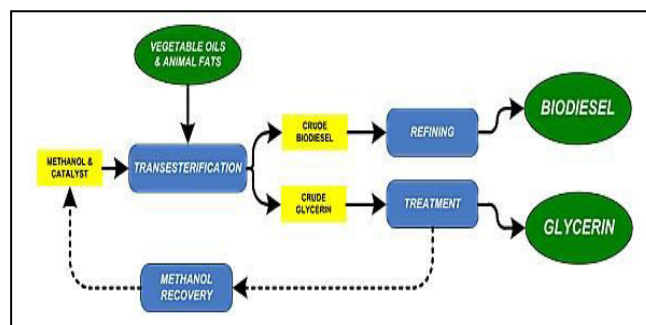 VEGETABLE OILS
& ANIMAL FATS
BIODIESEL
CRUDE
BIODIESEL
REFINING
METHANOL &
CATALYST
TRANSESTERIFICATION
CRUDE
GLYCERIN
TREATMENT
GLYCERIN
METHANOL
RECOVERY